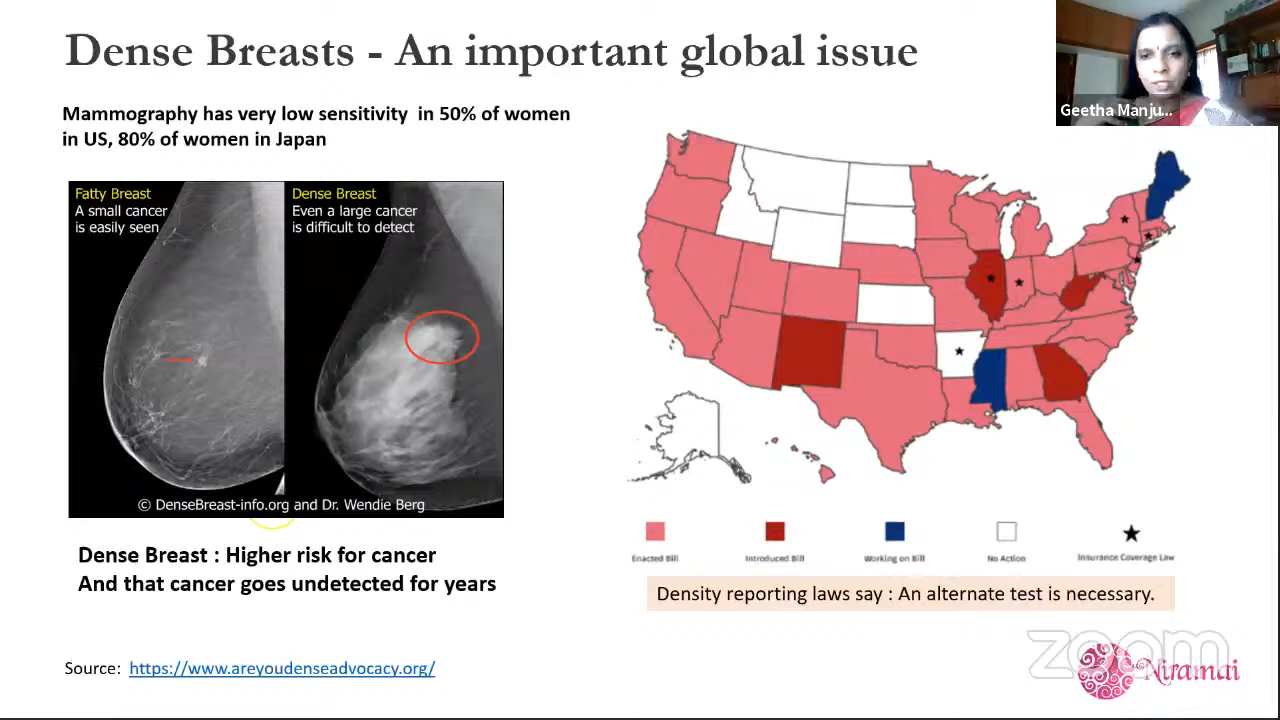 Dense Breasts - An important global issue
Geetha Manju...
Mammography has very low sensitivity in 50% of women
in US, 80% of women in Japan
Fatty Breast
A small cancer
is easily seen
Dense Breast
Even a large cancer
is difficult to detect
© DenseBreast-info.org and Dr. Wendie Berg
Enacted Bill
Introduced Bill
Working on Bill
No Action
Insurance Coverage Law
Dense Breast : Higher risk for cancer
And that cancer goes undetected for years
Density reporting laws say : An alternate test is necessary.
Source: https://www.areyoudenseadvocacy.org/
zoom
Niramai